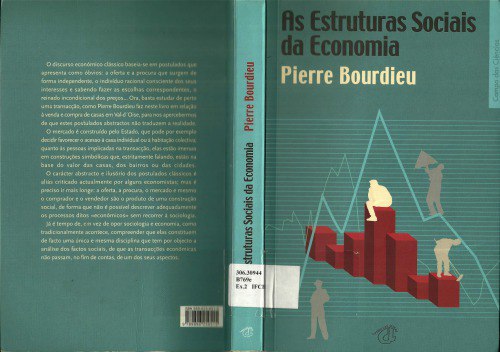 O discurso económico clássico baseia-se em postulados que
apresenta como óbvios: a oferta e a procura que surgem de
forma independente, o indivíduo racional consciente dos seus
interesses e sabendo fazer as escolhas correspondentes, o
reinado incondicional dos preços... Ora, basta estudar de perto
uma transacção, como Pierre Bourdieu faz neste livro em relação
à venda e compra de casas em Val-d'Oise, para nos apercebermos
de que estes postulados abstractos não traduzem a realidade.
O mercado é construído pelo Estado, que pode por exemplo
decidir favorecer o acesso à casa individual ou à habitação colectiva,
quanto às pessoas implicadas na transacção, elas estão imersas
em construções simbólicas que, estritamente falando, estão na
base do valor das casas, dos bairros ou das cidades.
O carácter abstracto e ilusório dos postulados clássicos é
aliás criticado actualmente por alguns economistas; mas é
preciso ir mais longe: a oferta, a procura, o mercado e mesmo
o comprador e o vendedor são o produto de uma construção
social, de forma que não é possível descrever adequadamente
os processos ditos «económicos» sem recorrer à sociologia.
Já é tempo de, em vez de opor sociologia e economia, como
tradicionalmente acontece, compreender que elas constituem
de facto uma única e mesma disciplina que tem por objecto a
análise dos factos sociais, de que as transacções económicas
não passam, no fim de contas, de um dos seus aspectos.
Estruturas Sociais da Economia Pierre Bourdieu
306.30944
B769e
Ex.2 IFCH
As Estruturas Sociais
da Economia
Pierre Bourdieu